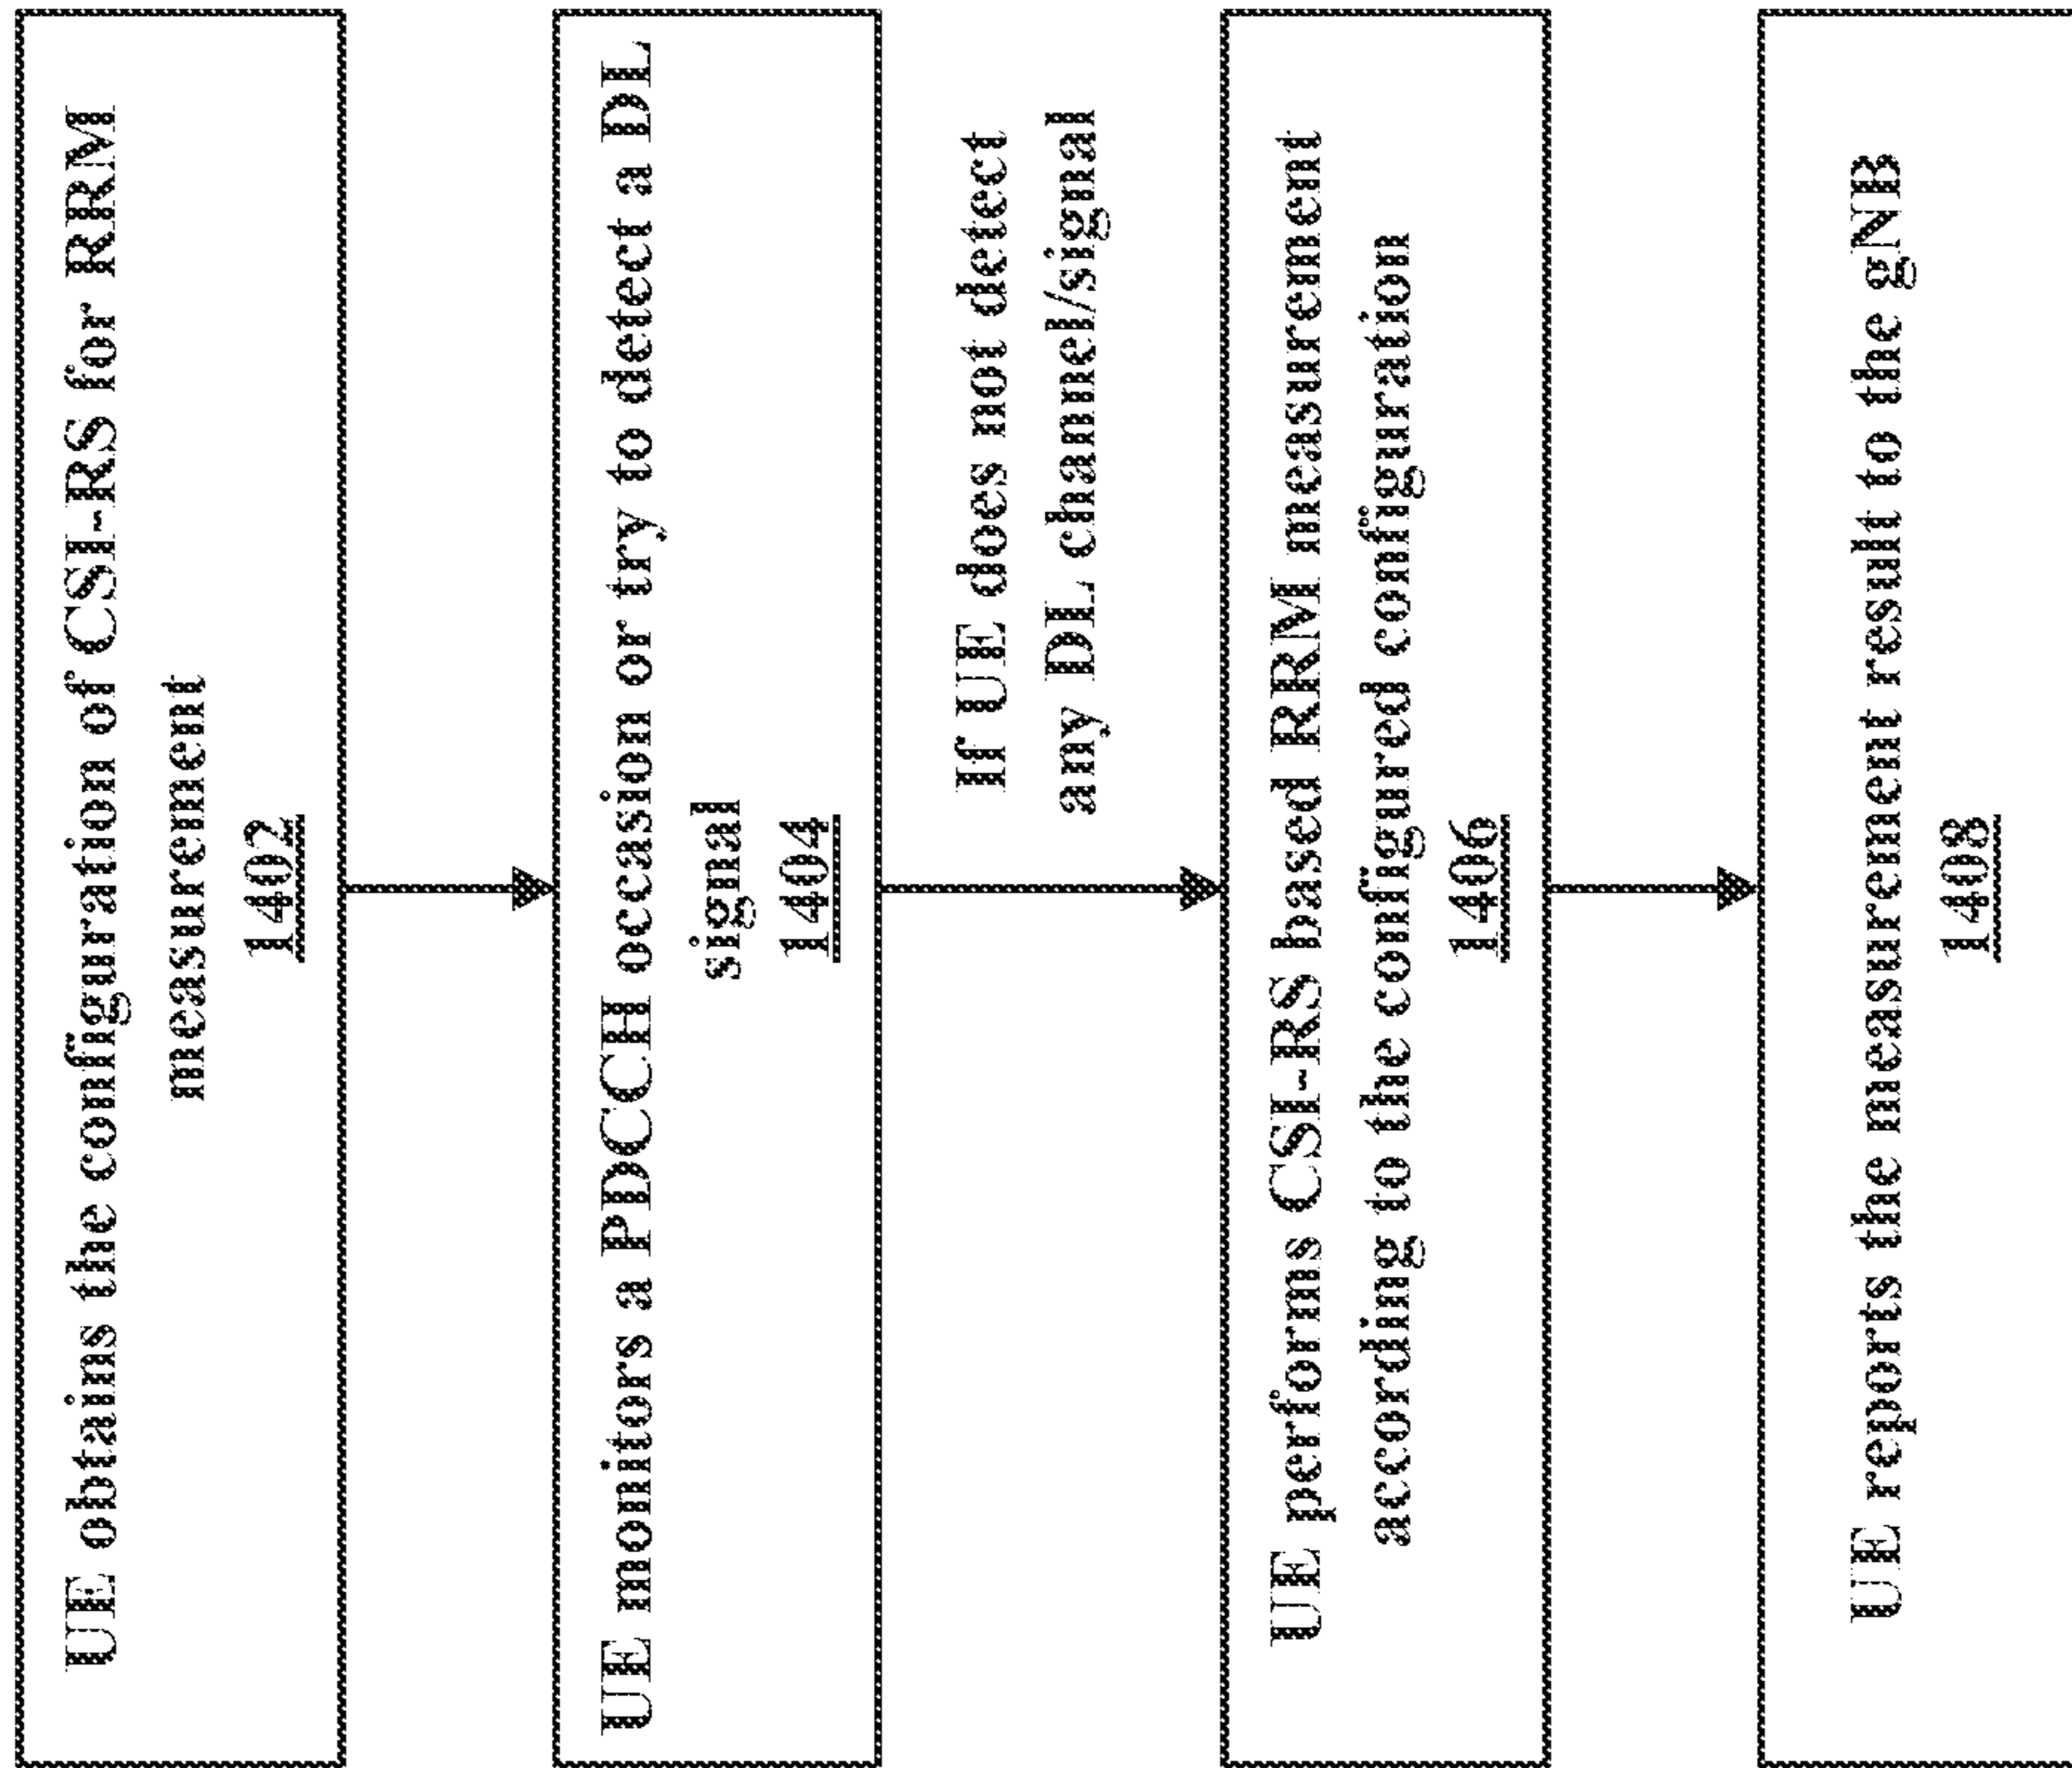 UE obtains the configuration of CSI-RS for RRM
measurement
1402
UE monitors a PDCCH occasion or try to detect a DL
signal
1404
If UE does not detect
any DL channel/signal
UE performs CSI-RS based RRM measurement
according to the configured configuration
1406
UE reports the measurement result to the gNB
1408